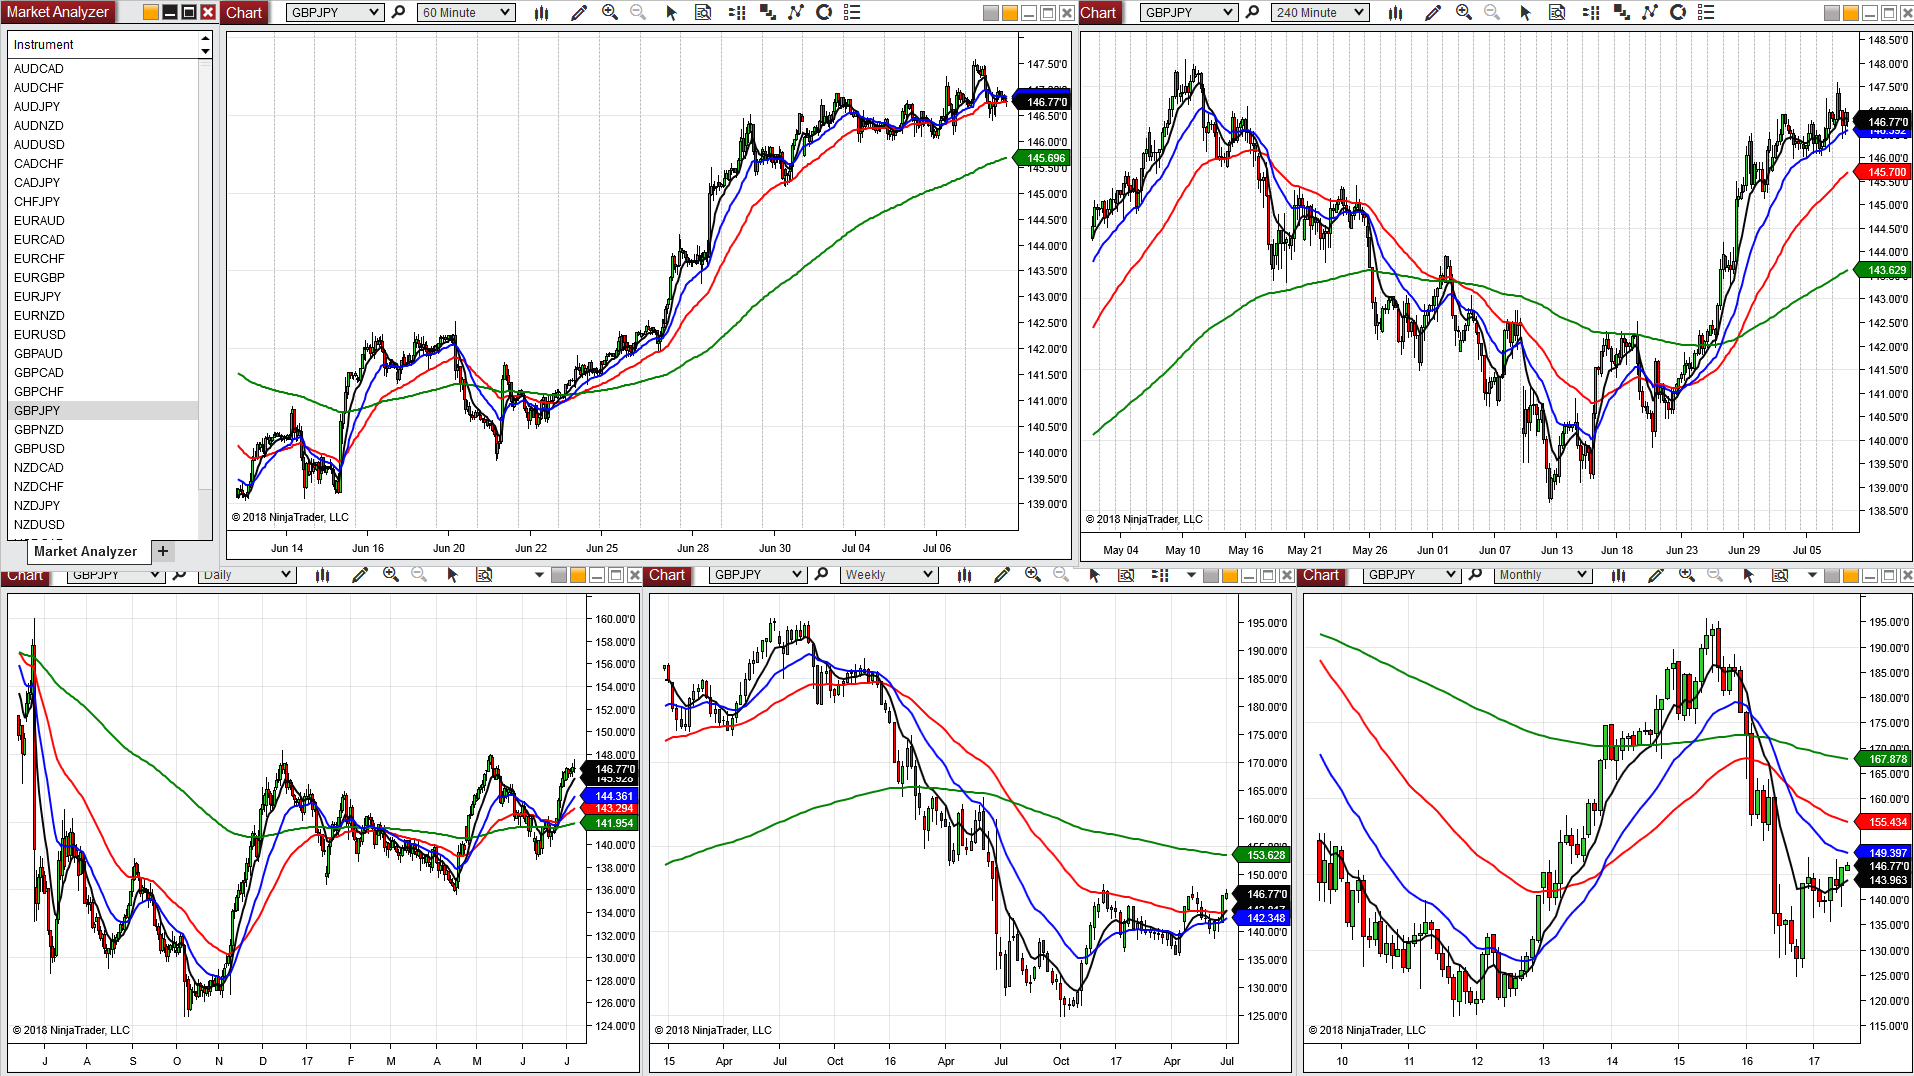 Market Analyzer
Instrument
AUDCAD
AUDCHF
AUDJPY
AUDNZD
AUDUSD
CADCHF
CADJPY
CHFJPY
EURAUD
EURCAD
EURCHF
EURGBP
EURJPY
EURNZD
EURUSD
GBPAUD
GBPCAD
GBPCHF
GBPJPY
GBPNZD
GBPUSD
NZDCAD
NZDCHF
NZDJPY
NZDUSD
Market Analyzer +
Chart GBPJPY 60 Minute
147.50'0
146.77'0
146.50'0
146.00'0
145.696
145.50'0
145.00'0
144.50'0
144.00'0
143.50'0
143.00'0
142.50'0
142.00'0
141.50'0
141.00'0
140.50'0
140.00'0
139.50'0
139.00'0
© 2018 NinjaTrader, LLC
Jun 14 Jun 16 Jun 20 Jun 22 Jun 25 Jun 28 Jun 30 Jul 04 Jul 06
Chart GBPJPY 240 Minute
148.50'0
148.00'0
147.50'0
146.77'0
146.00'0
145.700
145.50'0
145.00'0
144.50'0
144.00'0
143.629
143.00'0
142.50'0
142.00'0
141.50'0
141.00'0
140.50'0
140.00'0
139.50'0
139.00'0
138.50'0
© 2018 NinjaTrader, LLC
May 04 May 10 May 16 May 21 May 26 Jun 01 Jun 07 Jun 13 Jun 18 Jun 23 Jun 29 Jul 05
Chart GBPJPY Daily
160.00'0
158.00'0
156.00'0
154.00'0
152.00'0
150.00'0
148.00'0
146.77'0
145.928
144.361
143.294
141.954
140.00'0
138.00'0
136.00'0
134.00'0
132.00'0
130.00'0
128.00'0
126.00'0
124.00'0
© 2018 NinjaTrader, LLC
J A S O N D 17 F M A M J J
Chart GBPJPY Weekly
195.00'0
190.00'0
185.00'0
180.00'0
175.00'0
170.00'0
165.00'0
160.00'0
153.628
150.00'0
146.77'0
142.348
140.00'0
135.00'0
130.00'0
125.00'0
© 2018 NinjaTrader, LLC
15 Apr Jul Oct 16 Apr Jul Oct 17 Apr Jul
Chart GBPJPY Monthly
195.00'0
190.00'0
185.00'0
180.00'0
175.00'0
170.00'0
167.878
165.00'0
160.00'0
155.434
149.397
146.77'0
143.963
140.00'0
135.00'0
130.00'0
125.00'0
120.00'0
115.00'0
© 2018 NinjaTrader, LLC
10 11 12 13 14 15 16 17